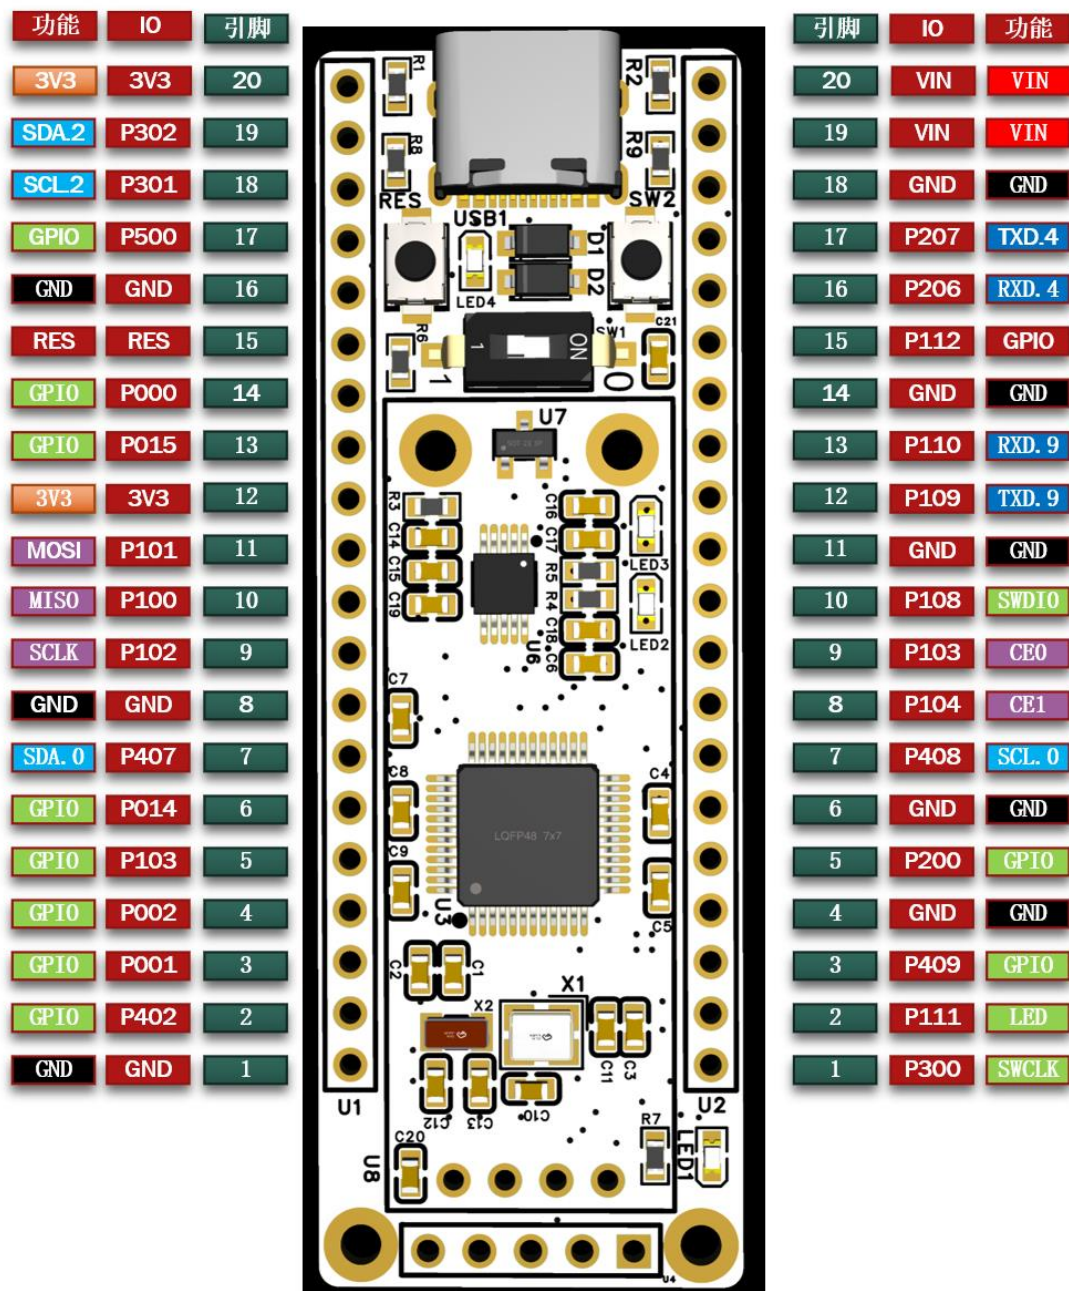 功能 IO 引脚
3V3 3V3 20
SDA.2 P302 19
SCL.2 P301 18
GPIO P500 17
GND GND 16
RES RES 15
GPIO P000 14
GPIO P015 13
3V3 3V3 12
MOSI P101 11
MISO P100 10
SCLK P102 9
GND GND 8
SDA.0 P407 7
GPIO P014 6
GPIO P103 5
GPIO P002 4
GPIO P001 3
GPIO P402 2
GND GND 1
R1
R2
R8
R9
RES
SW2
USB1
D1
D2
LED4
R6
SW1
C21
1
ON
1
0
U7
R3
C16
C14
C17
LED3
C15
R5
C19
R4
C18
LED2
U6
C6
C7
C8
C4
LQFP48 7x7
C9
U3
C5
C2
C1
X2
X1
C11
C3
C12
C13
C10
U1
U2
C20
R7
LED1
U8
U4
引脚 IO 功能
20 VIN VIN
19 VIN VIN
18 GND GND
17 P207 TXD.4
16 P206 RXD.4
15 P112 GPIO
14 GND GND
13 P110 RXD.9
12 P109 TXD.9
11 GND GND
10 P108 SWDIO
9 P103 CE0
8 P104 CE1
7 P408 SCL.0
6 GND GND
5 P200 GPIO
4 GND GND
3 P409 GPIO
2 P111 LED
1 P300 SWCLK